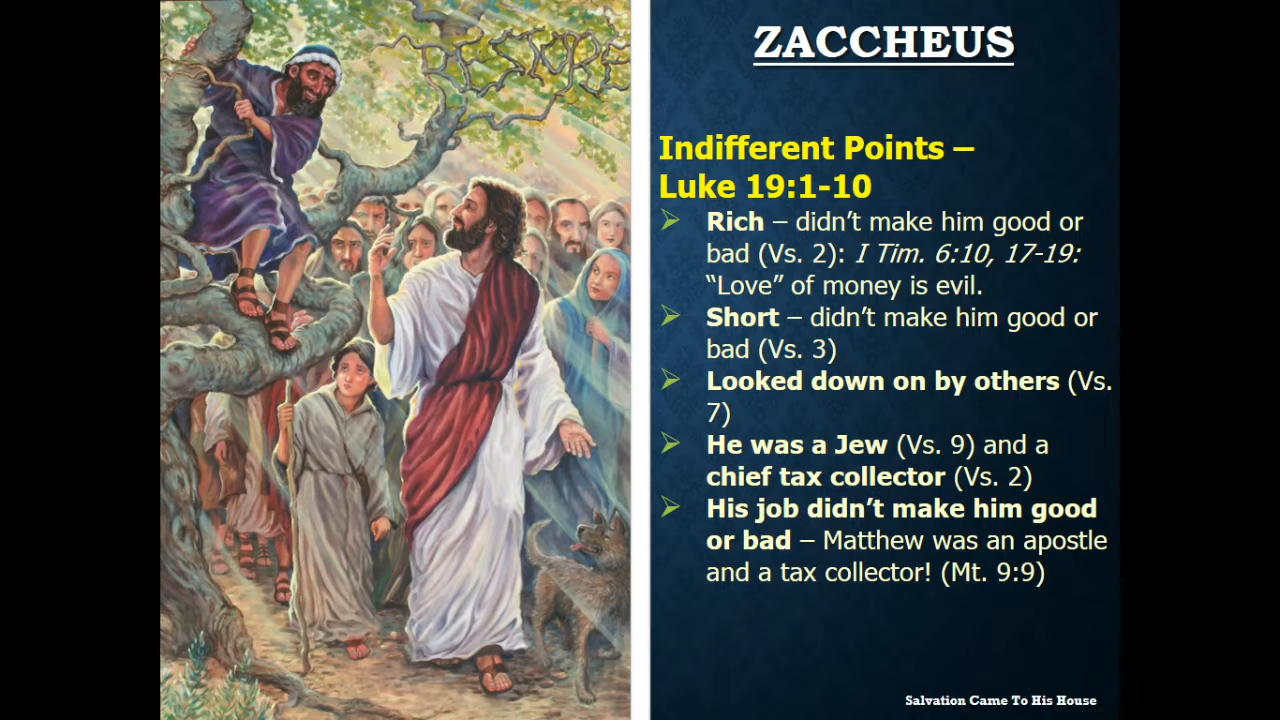 ZACCHEUS
Indifferent Points –
Luke 19:1-10
➢ Rich – didn’t make him good or
bad (Vs. 2): I Tim. 6:10, 17-19:
“Love” of money is evil.
➢ Short – didn’t make him good or
bad (Vs. 3)
➢ Looked down on by others (Vs.
7)
➢ He was a Jew (Vs. 9) and a
chief tax collector (Vs. 2)
➢ His job didn’t make him good
or bad – Matthew was an apostle
and a tax collector! (Mt. 9:9)
Salvation Came To His House